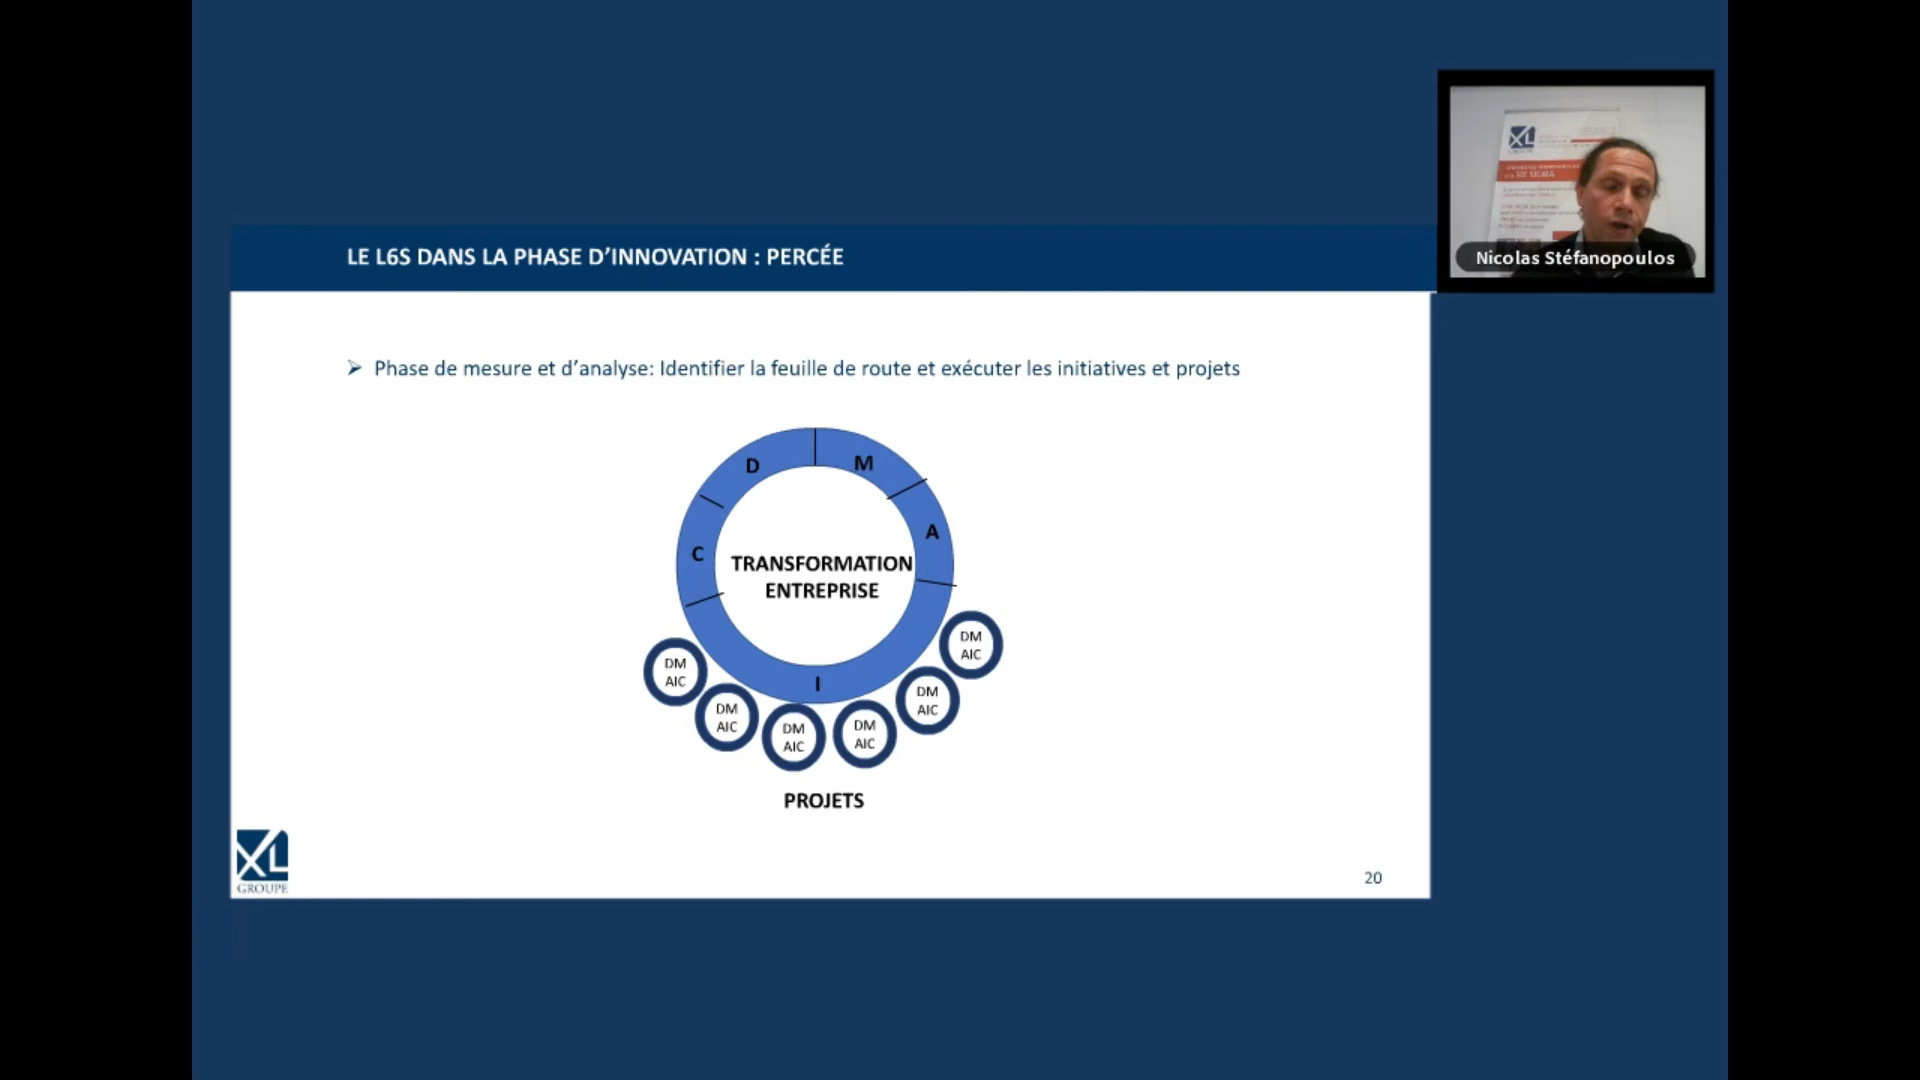 LE L6S DANS LA PHASE D’INNOVATION : PERCÉE
XL
Nicolas Stéfanopoulos
➢ Phase de mesure et d’analyse: Identifier la feuille de route et exécuter les initiatives et projets
D
M
A
C
TRANSFORMATION
ENTREPRISE
I
DM
AIC
DM
AIC
DM
AIC
DM
AIC
DM
AIC
DM
AIC
PROJETS
XL
GROUPE
20